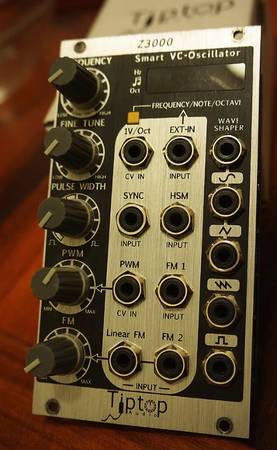 Tiptop
Z3000
Smart VC-Oscillator
FREQUENCY
Hz
Oct
LOW
HIGH
FREQUENCY/NOTE/OCTAVE
FINE TUNE
1V/Oct
EXT-IN
WAVE
SHAPER
CV IN
INPUT
PULSE WIDTH
SYNC
HSM
INPUT
INPUT
PWM
PWM
FM 1
MIN
MAX
CV IN
INPUT
FM
Linear FM
FM 2
MAX
INPUT
Tiptop
Audio